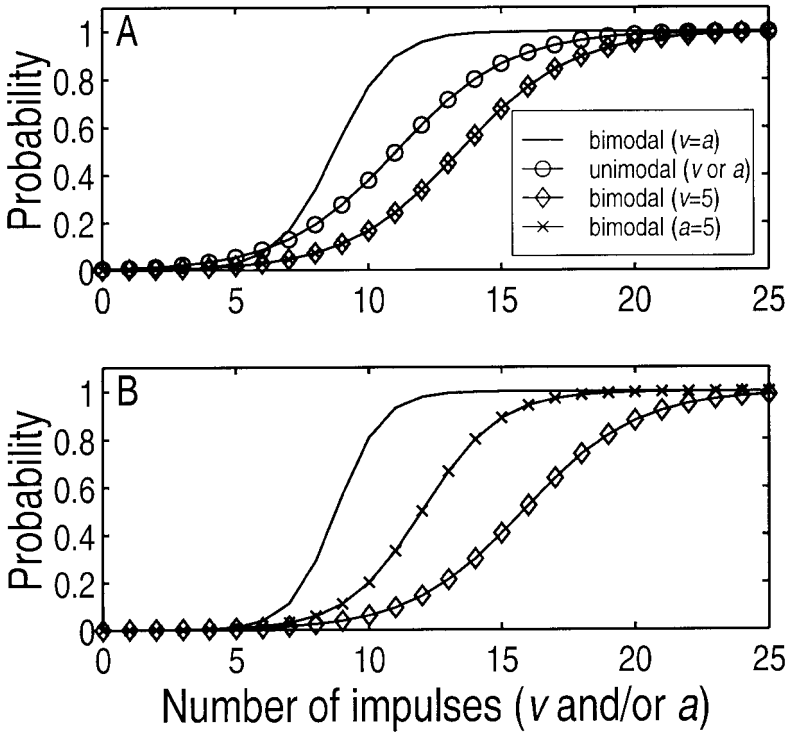 A
Probability
1
0.8
0.6
0.4
0.2
0
0 5 10 15 20 25
bimodal (v=a)
unimodal (v or a)
bimodal (v=5)
bimodal (a=5)
B
Probability
1
0.8
0.6
0.4
0.2
0
0 5 10 15 20 25
Number of impulses (v and/or a)